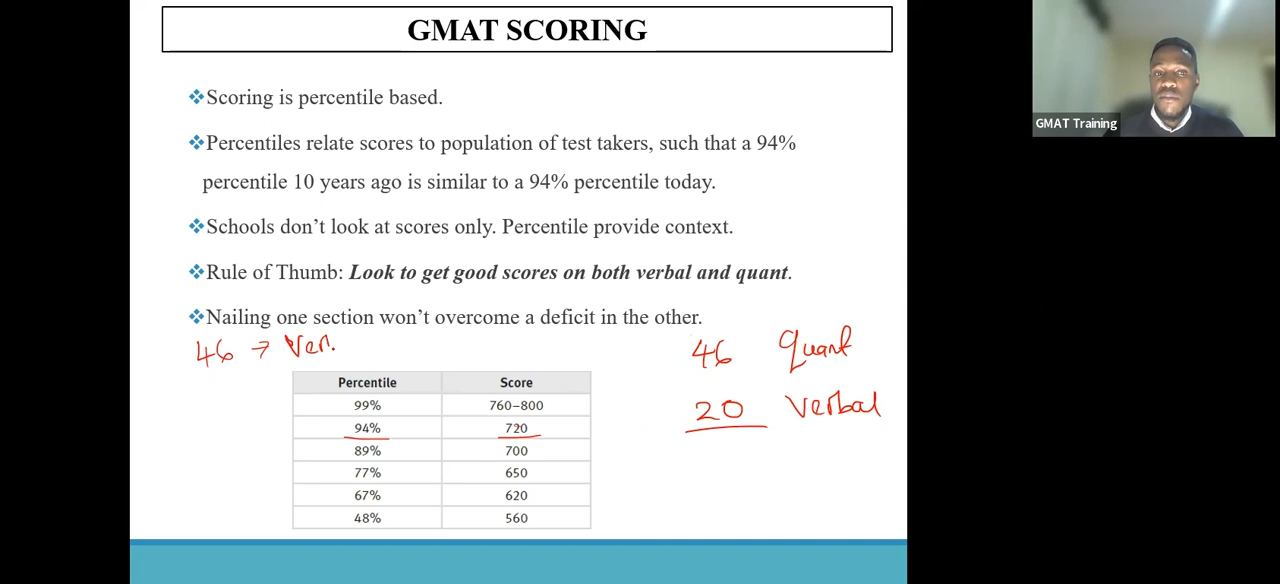 GMAT SCORING
Scoring is percentile based.
Percentiles relate scores to population of test takers, such that a 94%
percentile 10 years ago is similar to a 94% percentile today.
Schools don’t look at scores only. Percentile provide context.
Rule of Thumb: Look to get good scores on both verbal and quant.
Nailing one section won’t overcome a deficit in the other.
46 → Ver.
46 quant
20 verbal
Percentile Score
99% 760–800
94% 720
89% 700
77% 650
67% 620
48% 560
GMAT Training